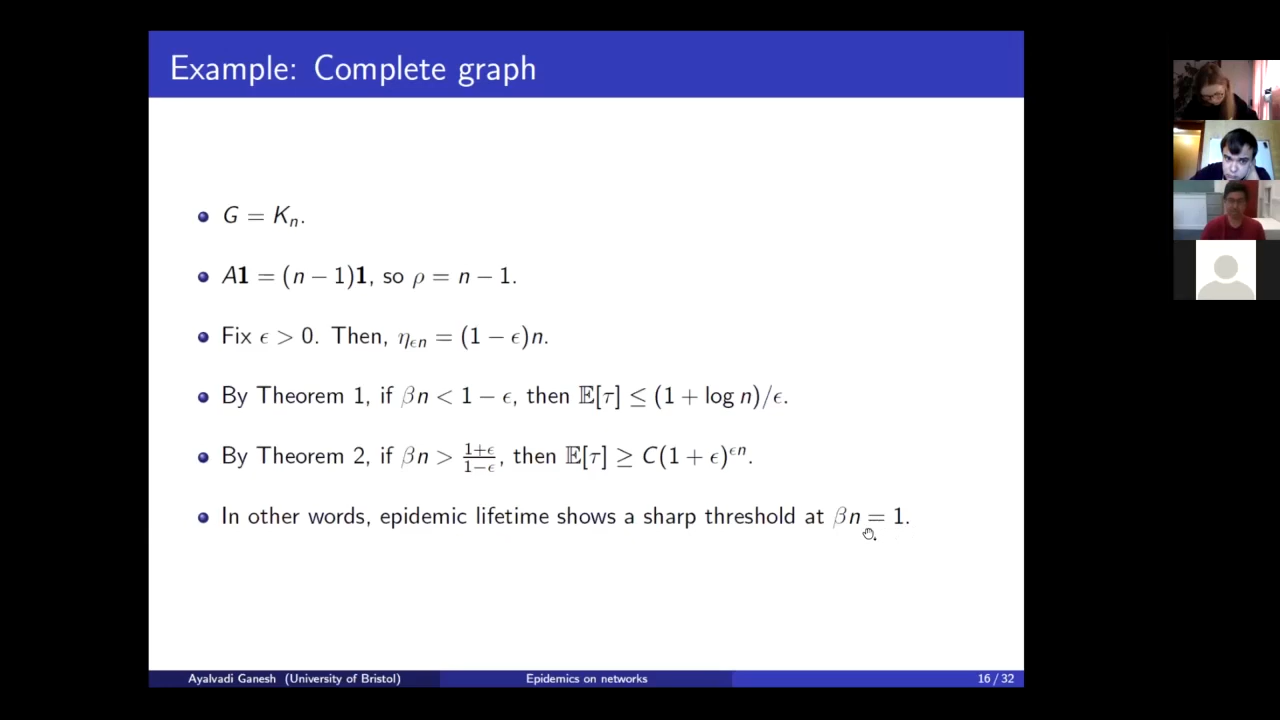 Example: Complete graph
G = Kₙ.
A𝟏 = (n − 1)𝟏, so ρ = n − 1.
Fix ϵ > 0. Then, η_{ϵn} = (1 − ϵ)n.
By Theorem 1, if βn < 1 − ϵ, then 𝔼[τ] ≤ (1 + log n)/ϵ.
By Theorem 2, if βn > \frac{1+ϵ}{1−ϵ}, then 𝔼[τ] ≥ C(1 + ϵ)^{ϵn}.
In other words, epidemic lifetime shows a sharp threshold at βn = 1.
Ayalvadi Ganesh (University of Bristol) Epidemics on networks 16 / 32